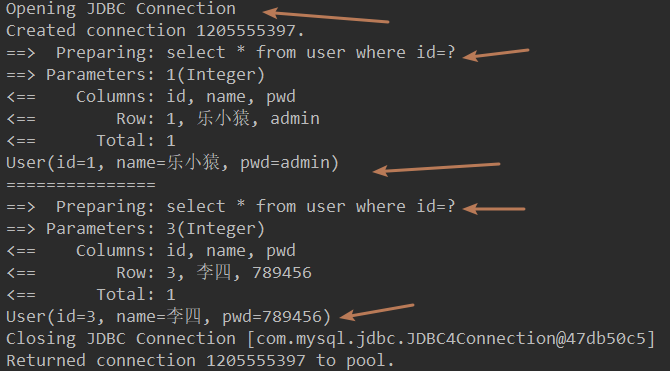 Opening JDBC Connection
Created connection 1205555397.
==>  Preparing: select * from user where id=?
==> Parameters: 1(Integer)
<==    Columns: id, name, pwd
<==        Row: 1, 乐小猿, admin
<==      Total: 1
User(id=1, name=乐小猿, pwd=admin)
===============
==>  Preparing: select * from user where id=?
==> Parameters: 3(Integer)
<==    Columns: id, name, pwd
<==        Row: 3, 李四, 789456
<==      Total: 1
User(id=3, name=李四, pwd=789456)
Closing JDBC Connection [com.mysql.jdbc.JDBC4Connection@47db50c5]
Returned connection 1205555397 to pool.